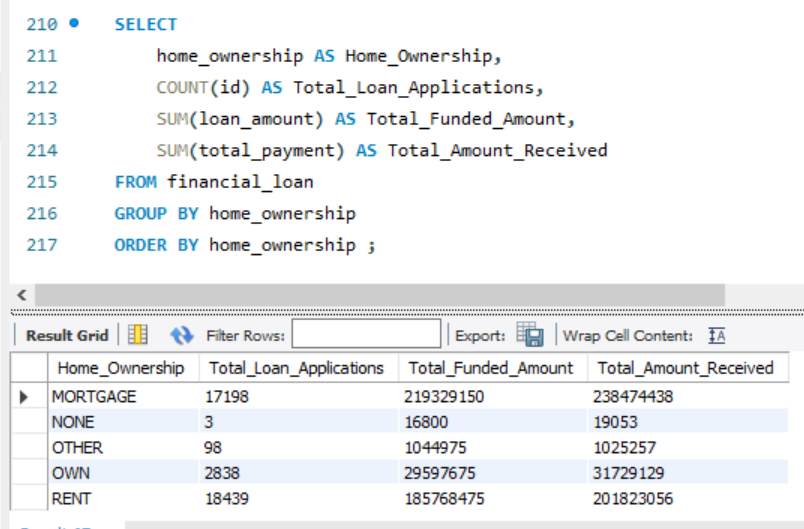 210 SELECT
211 home_ownership AS Home_Ownership,
212 COUNT(id) AS Total_Loan_Applications,
213 SUM(loan_amount) AS Total_Funded_Amount,
214 SUM(total_payment) AS Total_Amount_Received
215 FROM financial_loan
216 GROUP BY home_ownership
217 ORDER BY home_ownership ;
Result Grid Filter Rows: Export: Wrap Cell Content: IA
Home_Ownership Total_Loan_Applications Total_Funded_Amount Total_Amount_Received
MORTGAGE 17198 219329150 238474438
NONE 3 16800 19053
OTHER 98 1044975 1025257
OWN 2838 29597675 31729129
RENT 18439 185768475 201823056